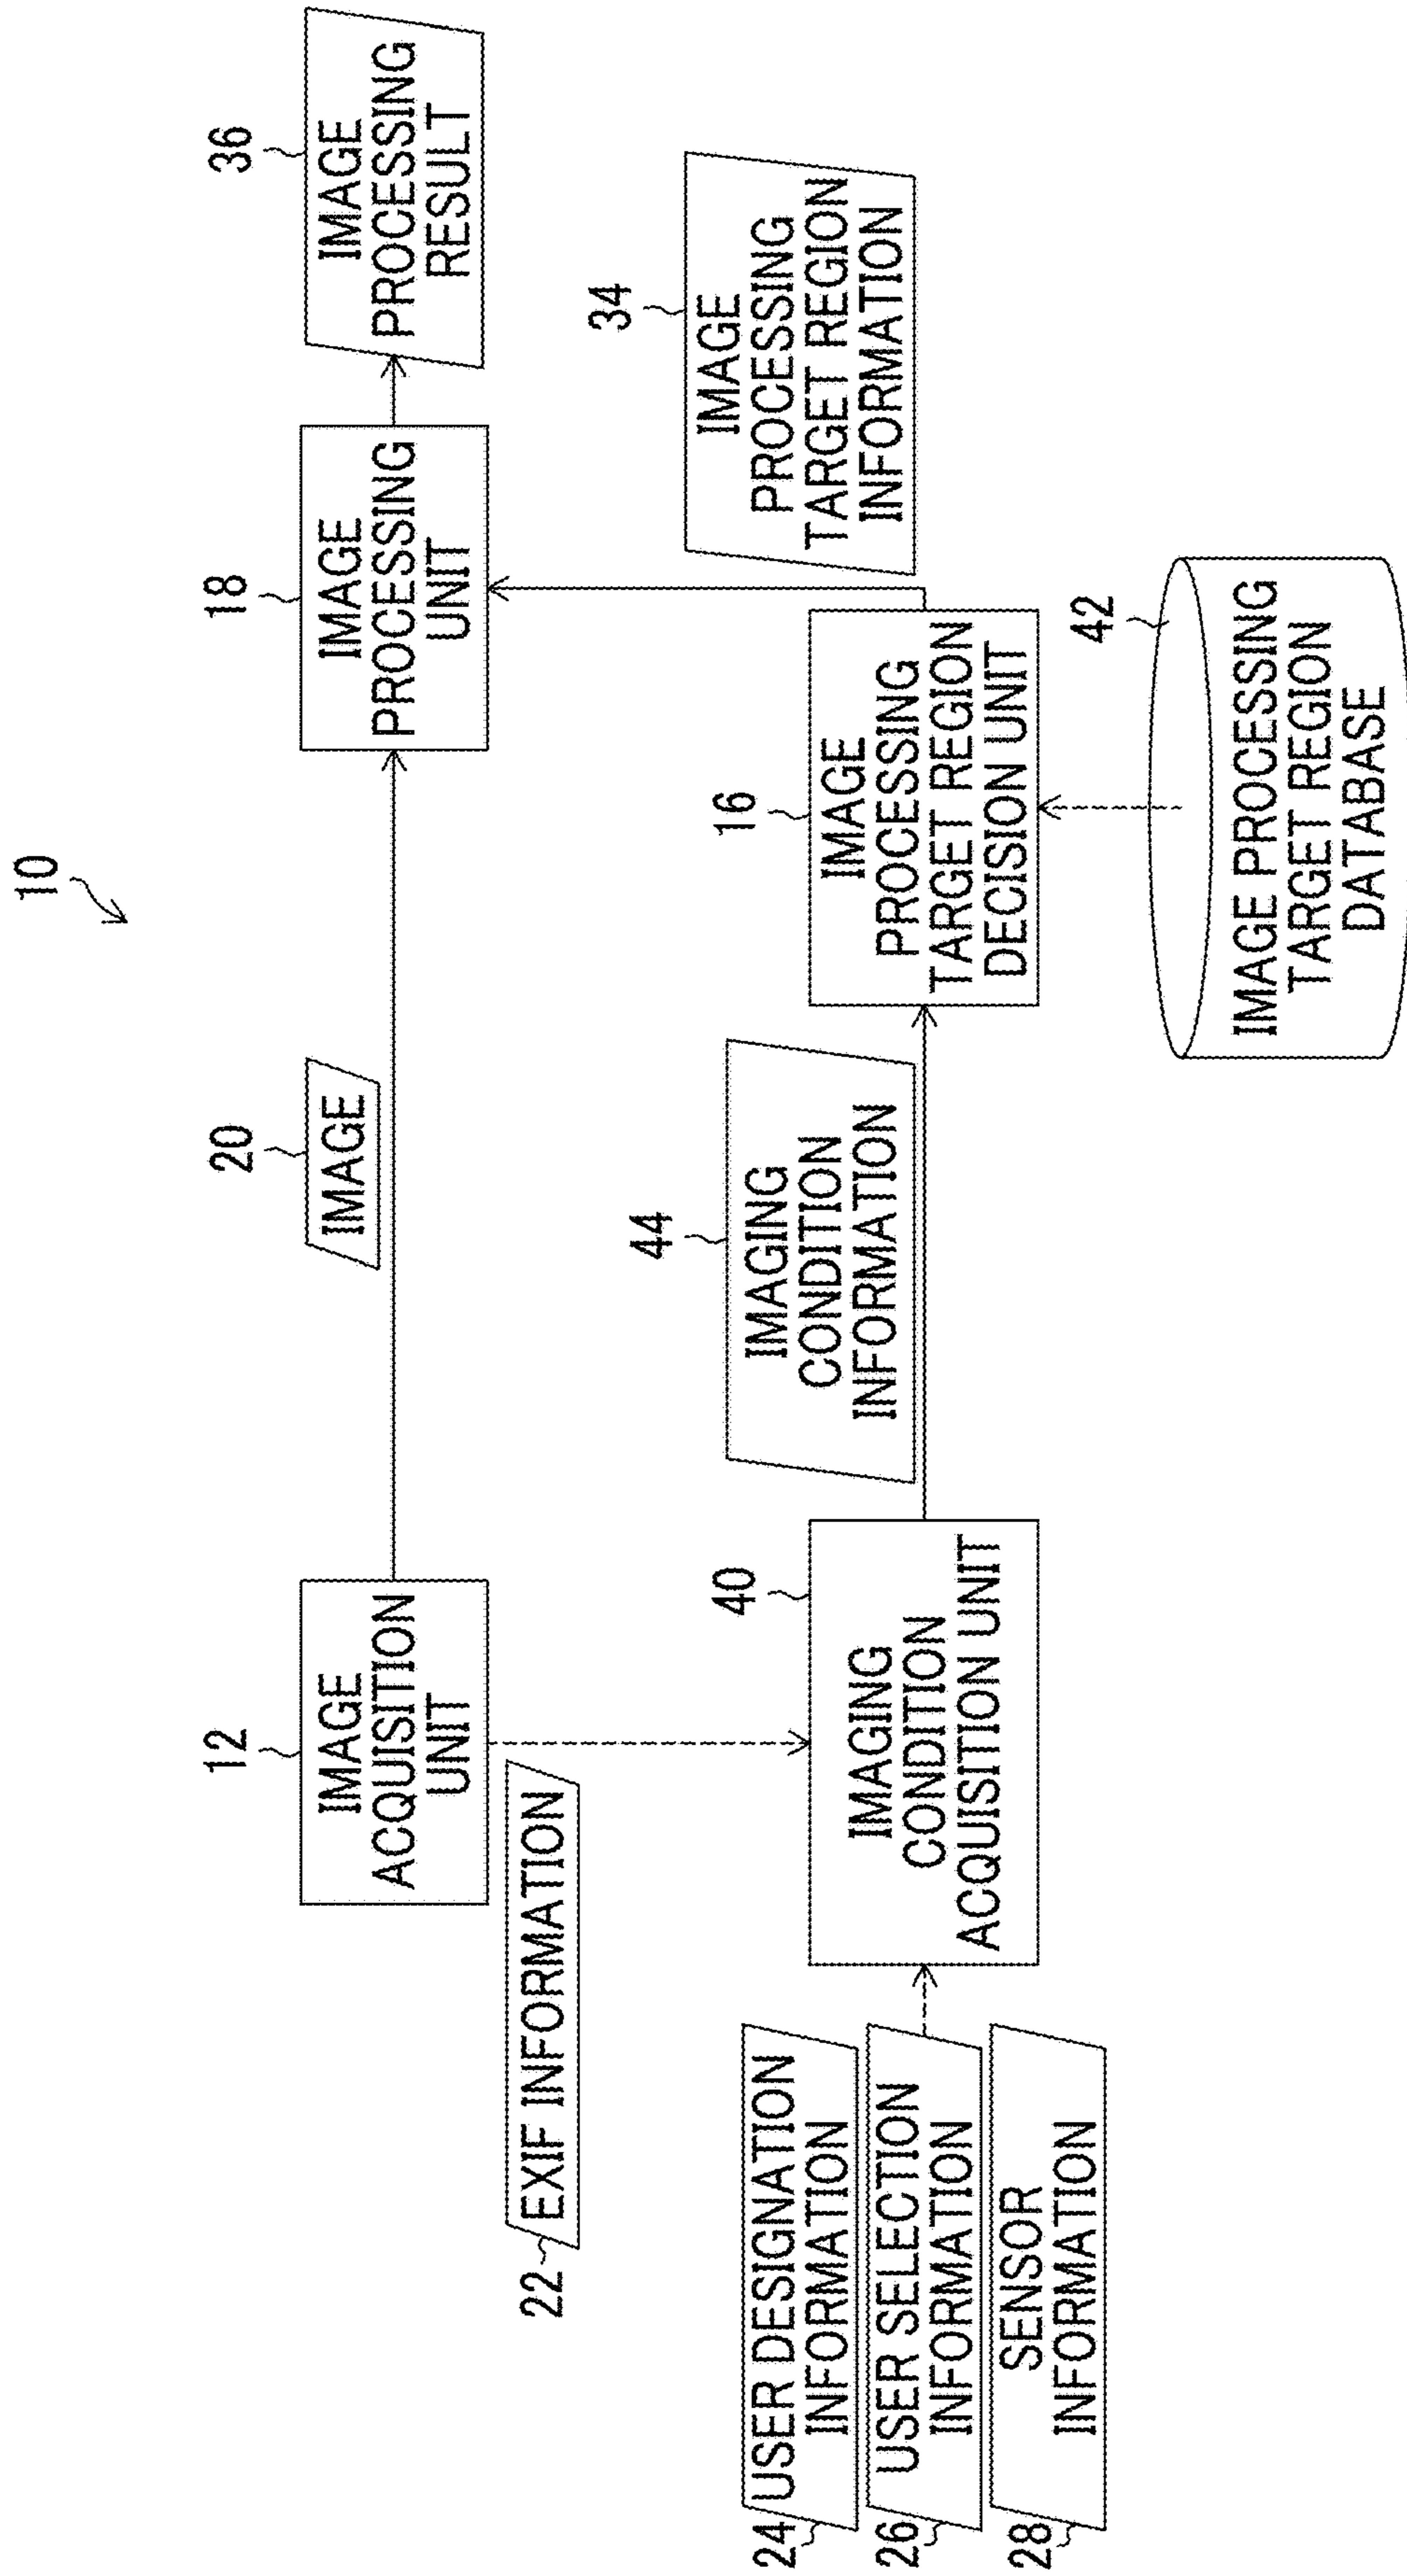 10
12
IMAGE
ACQUISITION
UNIT
20
IMAGE
18
IMAGE
PROCESSING
UNIT
36
IMAGE
PROCESSING
RESULT
22
EXIF INFORMATION
34
IMAGE
PROCESSING
TARGET REGION
INFORMATION
24
USER DESIGNATION
INFORMATION
26
USER SELECTION
INFORMATION
28
SENSOR
INFORMATION
40
IMAGING
CONDITION
ACQUISITION UNIT
44
IMAGING
CONDITION
INFORMATION
16
IMAGE
PROCESSING
TARGET REGION
DECISION UNIT
42
IMAGE PROCESSING
TARGET REGION
DATABASE